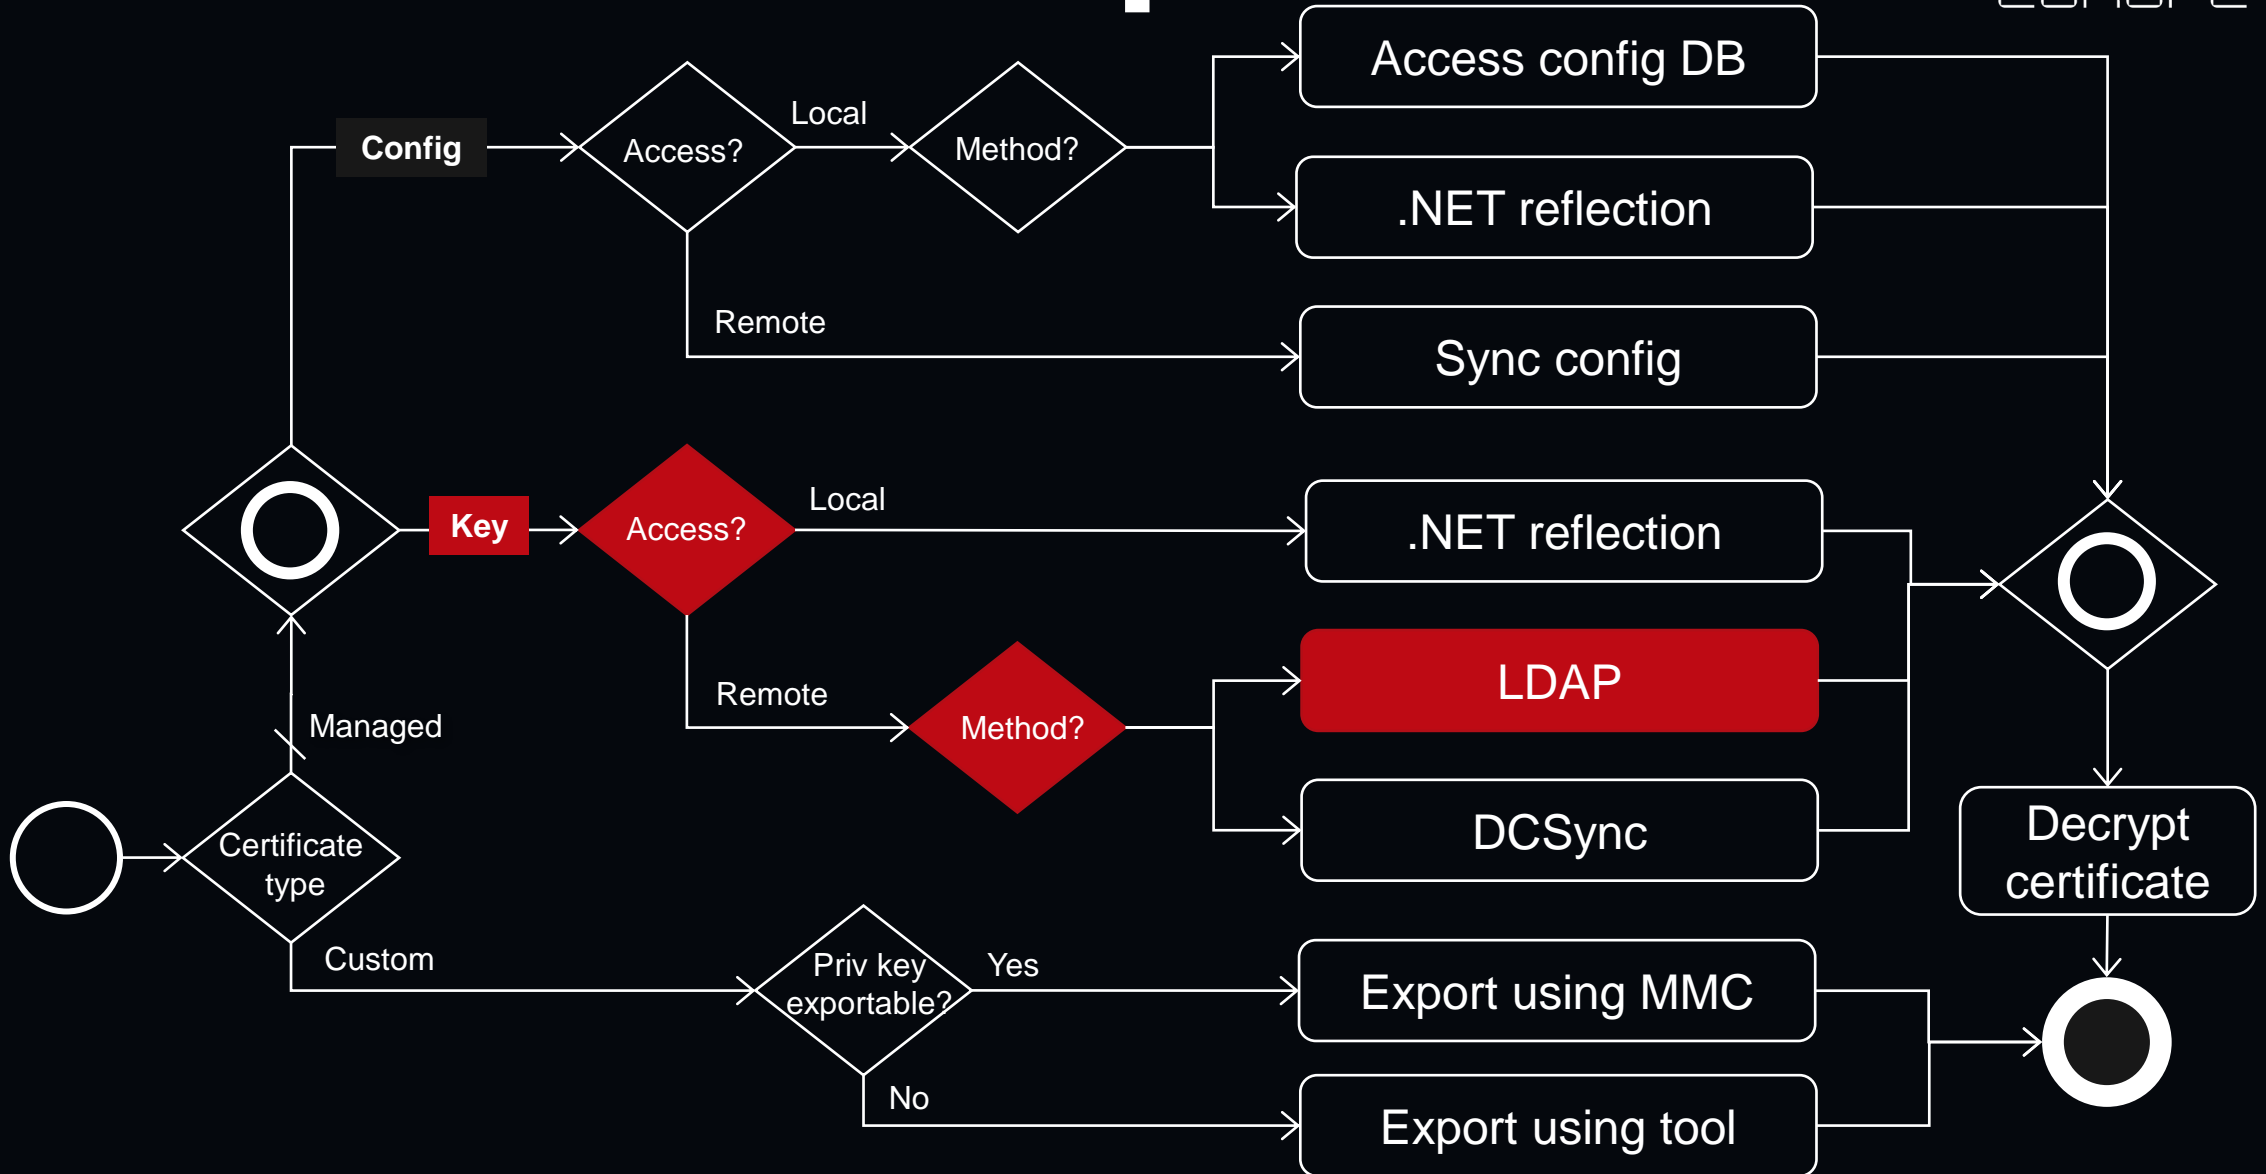 Access config DB
Local
Config
Access?
Method?
.NET reflection
Remote
Sync config
Local
Key
Access?
.NET reflection
LDAP
Remote
Managed
Method?
DCSync
Decrypt
certificate
Certificate
type
Custom
Priv key
exportable?
Yes
Export using MMC
No
Export using tool